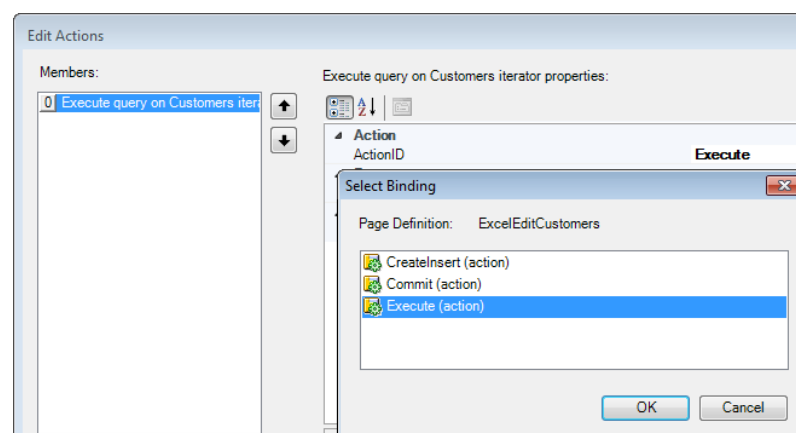 Edit Actions
Members:
Execute query on Customers iterator properties:
0 Execute query on Customers iter
Action
ActionID Execute
Select Binding
Page Definition: ExcelEditCustomers
CreateInsert (action)
Commit (action)
Execute (action)
OK Cancel